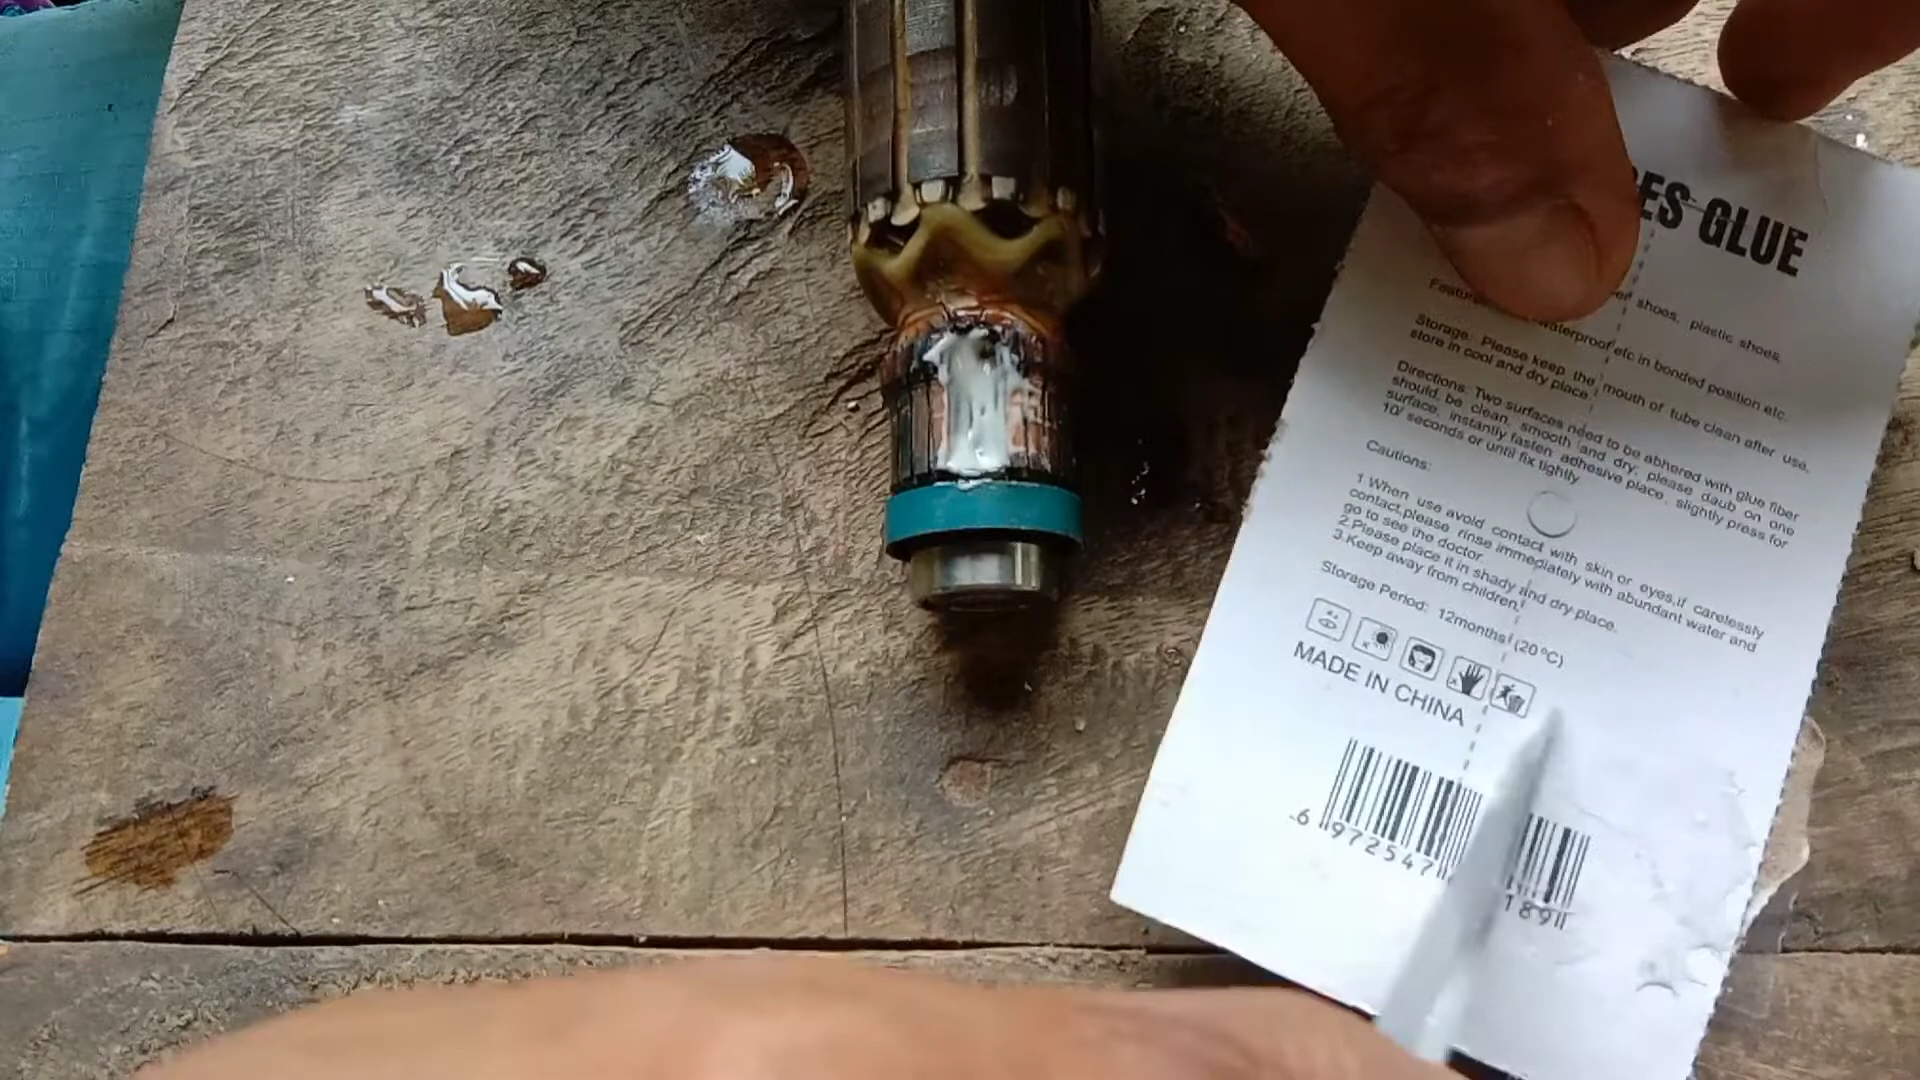 ES GLUE
shoes, plastic shoes,
waterproof etc in bonded position etc.
Storage: Please keep the mouth of tube clean after use,
store in cool and dry place
Directions: Two surfaces need to be abhered with glue fiber
should be clean, smooth and dry, please daub on one
surface, instantly fasten adhesive place, slightly press for
10/ seconds or until fix tightly
Cautions:
1.When use avoid contact with skin or eyes,if carelessly
contact,please rinse immediately with abundant water and
go to see the doctor.
2.Please place it in shady and dry place.
3.Keep away from children.
Storage Period: 12months (20℃)
MADE IN CHINA
6 972547 189